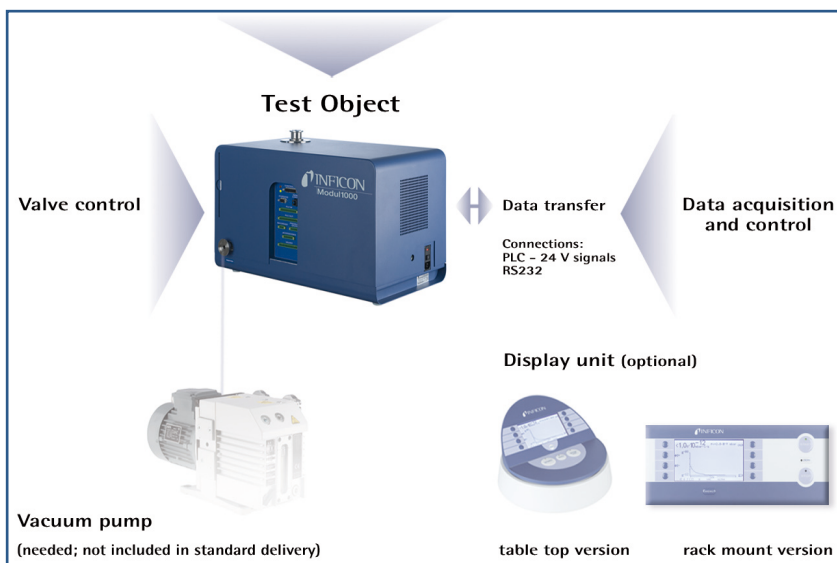 Test Object
INFICON
Modul1000
Valve control
Data transfer
Connections:
PLC – 24 V signals
RS232
Data acquisition
and control
Display unit (optional)
INFICON
INFICON
Vacuum pump
(needed; not included in standard delivery)
table top version
rack mount version